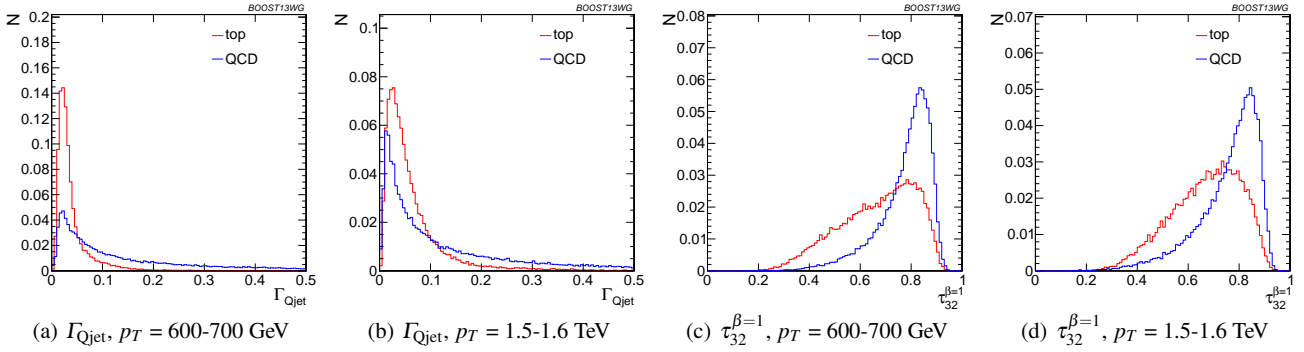 BOOST13WG
N
0.2
0.18
0.16
0.14
0.12
0.1
0.08
0.06
0.04
0.02
0
top
QCD
0 0.1 0.2 0.3 0.4 0.5
Γ_Qjet
(a) Γ_Qjet, p_T = 600-700 GeV
BOOST13WG
N
0.1
0.08
0.06
0.04
0.02
0
top
QCD
0 0.1 0.2 0.3 0.4 0.5
Γ_Qjet
(b) Γ_Qjet, p_T = 1.5-1.6 TeV
BOOST13WG
N
0.08
0.07
0.06
0.05
0.04
0.03
0.02
0.01
0
top
QCD
0 0.2 0.4 0.6 0.8 1
τ_32^β=1
(c) τ_32^β=1, p_T = 600-700 GeV
BOOST13WG
N
0.07
0.06
0.05
0.04
0.03
0.02
0.01
0
top
QCD
0 0.2 0.4 0.6 0.8 1
τ_32^β=1
(d) τ_32^β=1, p_T = 1.5-1.6 TeV